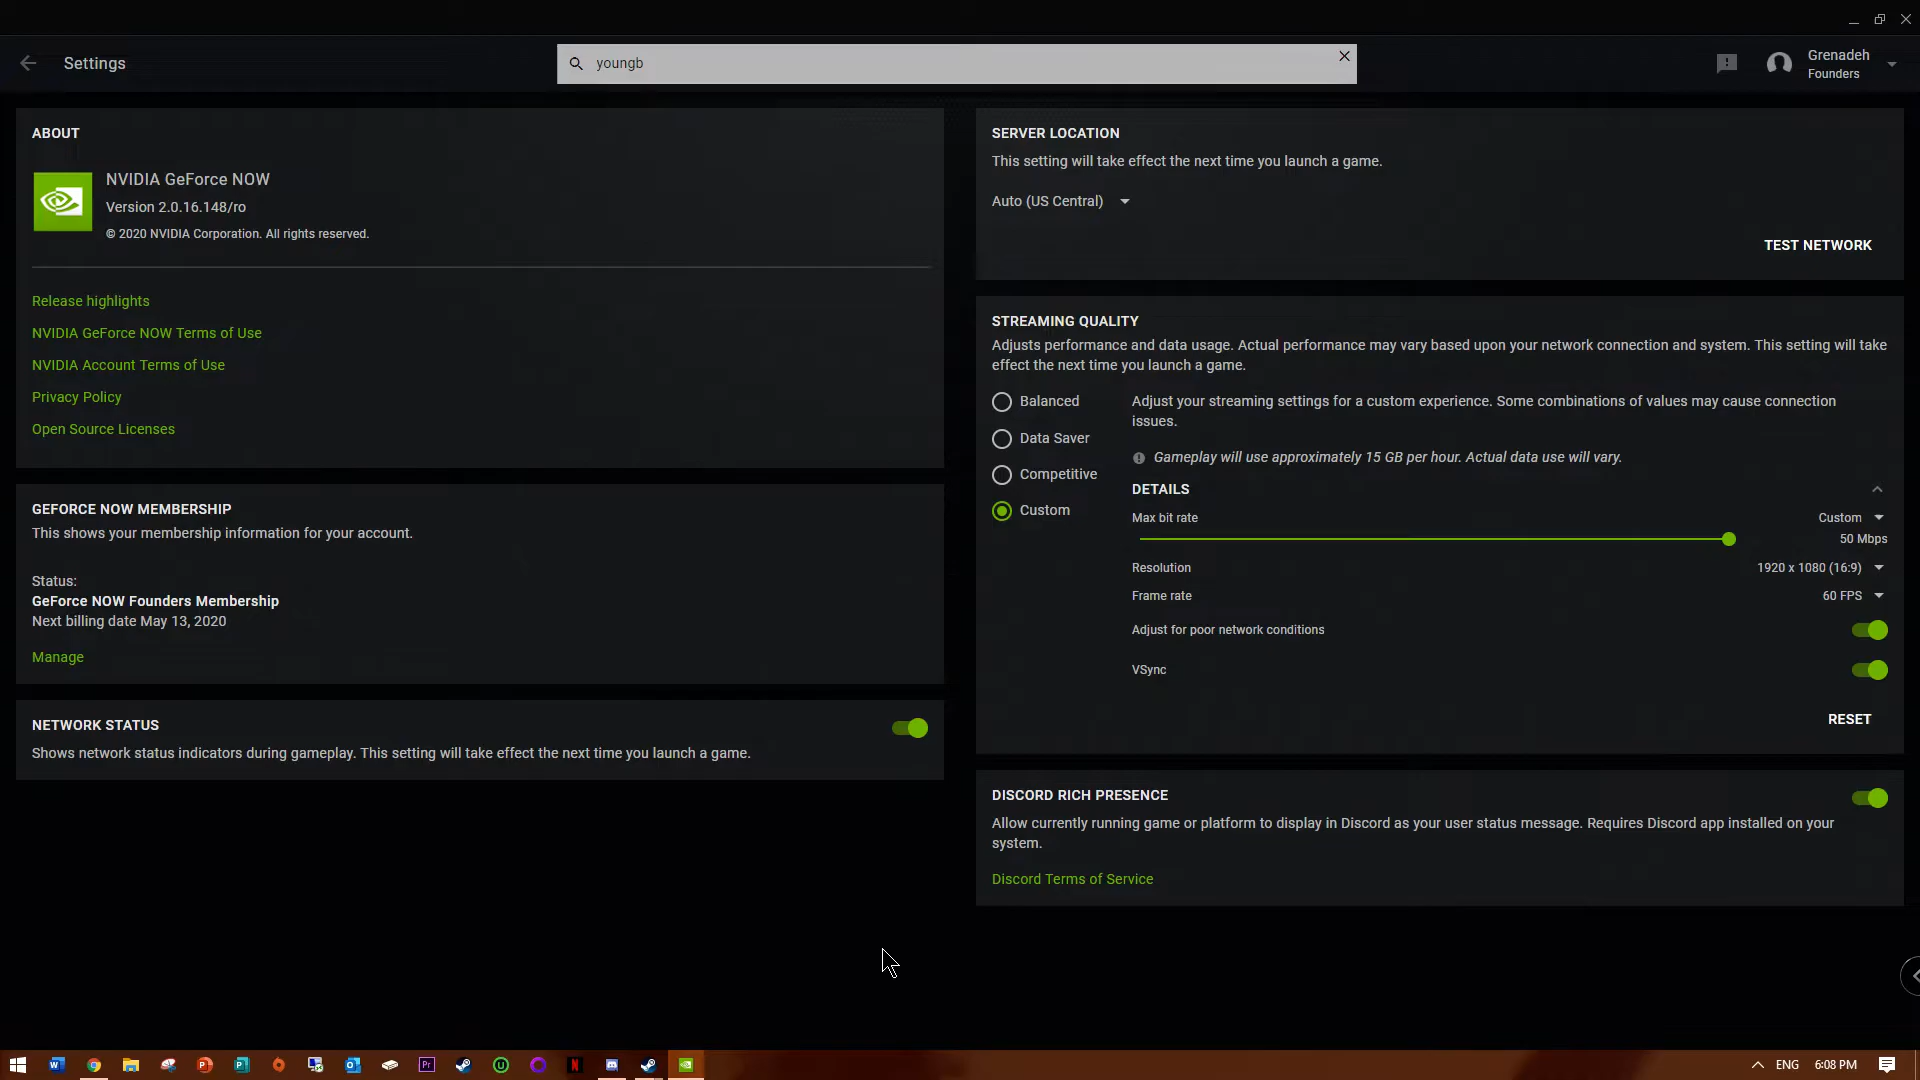 Settings
youngb
Grenadeh
Founders
ABOUT
NVIDIA GeForce NOW
Version 2.0.16.148/ro
© 2020 NVIDIA Corporation. All rights reserved.
Release highlights
NVIDIA GeForce NOW Terms of Use
NVIDIA Account Terms of Use
Privacy Policy
Open Source Licenses
GEFORCE NOW MEMBERSHIP
This shows your membership information for your account.
Status:
GeForce NOW Founders Membership
Next billing date May 13, 2020
Manage
NETWORK STATUS
Shows network status indicators during gameplay. This setting will take effect the next time you launch a game.
SERVER LOCATION
This setting will take effect the next time you launch a game.
Auto (US Central)
TEST NETWORK
STREAMING QUALITY
Adjusts performance and data usage. Actual performance may vary based upon your network connection and system. This setting will take
effect the next time you launch a game.
Balanced
Data Saver
Competitive
Custom
Adjust your streaming settings for a custom experience. Some combinations of values may cause connection
issues.
Gameplay will use approximately 15 GB per hour. Actual data use will vary.
DETAILS
Max bit rate
Custom
50 Mbps
Resolution
1920 x 1080 (16:9)
Frame rate
60 FPS
Adjust for poor network conditions
VSync
RESET
DISCORD RICH PRESENCE
Allow currently running game or platform to display in Discord as your user status message. Requires Discord app installed on your
system.
Discord Terms of Service
ENG
6:08 PM